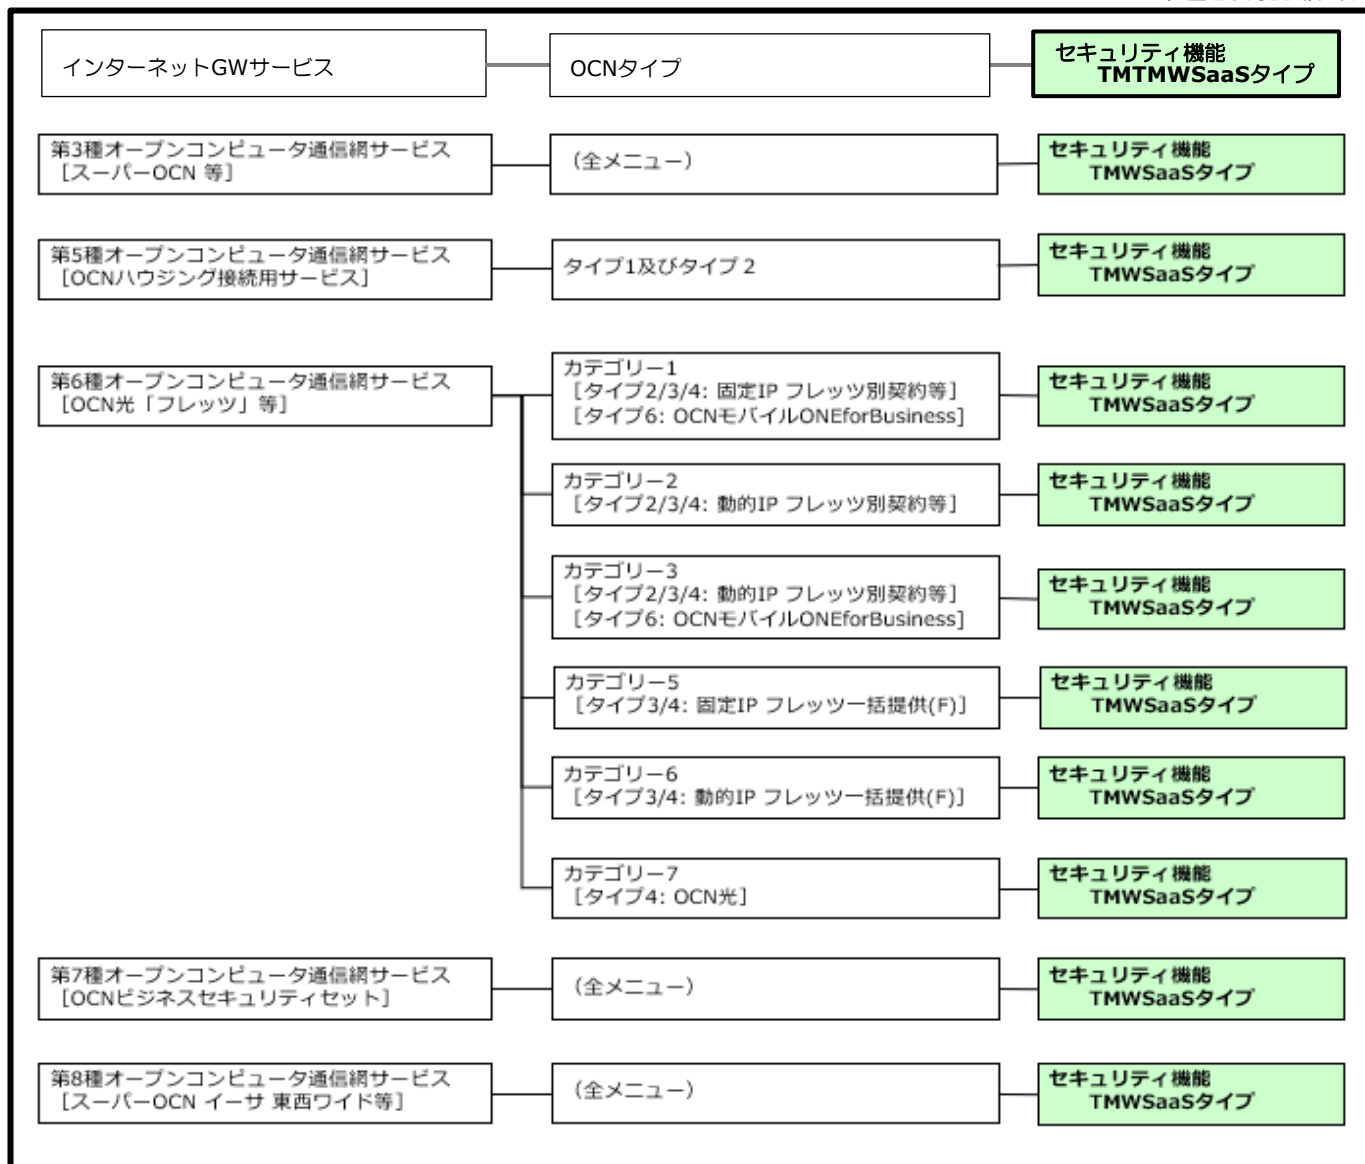 インターネットGWサービス
OCNタイプ
セキュリティ機能
TMTMWSaaSタイプ
第3種オープンコンピュータ通信網サービス
［スーパーOCN 等］
（全メニュー）
セキュリティ機能
TMWSaaSタイプ
第5種オープンコンピュータ通信網サービス
［OCNハウジング接続用サービス］
タイプ1及びタイプ２
セキュリティ機能
TMWSaaSタイプ
第6種オープンコンピュータ通信網サービス
［OCN光「フレッツ」等］
カテゴリー1
［タイプ2/3/4: 固定IP フレッツ別契約等］
［タイプ6: OCNモバイルONEforBusiness］
セキュリティ機能
TMWSaaSタイプ
カテゴリー2
［タイプ2/3/4: 動的IP フレッツ別契約等］
セキュリティ機能
TMWSaaSタイプ
カテゴリー3
［タイプ2/3/4: 動的IP フレッツ別契約等］
［タイプ6: OCNモバイルONEforBusiness］
セキュリティ機能
TMWSaaSタイプ
カテゴリー5
［タイプ3/4: 固定IP フレッツ一括提供(F)］
セキュリティ機能
TMWSaaSタイプ
カテゴリー6
［タイプ3/4: 動的IP フレッツ一括提供(F)］
セキュリティ機能
TMWSaaSタイプ
カテゴリー7
［タイプ4: OCN光］
セキュリティ機能
TMWSaaSタイプ
第7種オープンコンピュータ通信網サービス
［OCNビジネスセキュリティセット］
（全メニュー）
セキュリティ機能
TMWSaaSタイプ
第8種オープンコンピュータ通信網サービス
［スーパーOCN イーサ 東西ワイド等］
（全メニュー）
セキュリティ機能
TMWSaaSタイプ